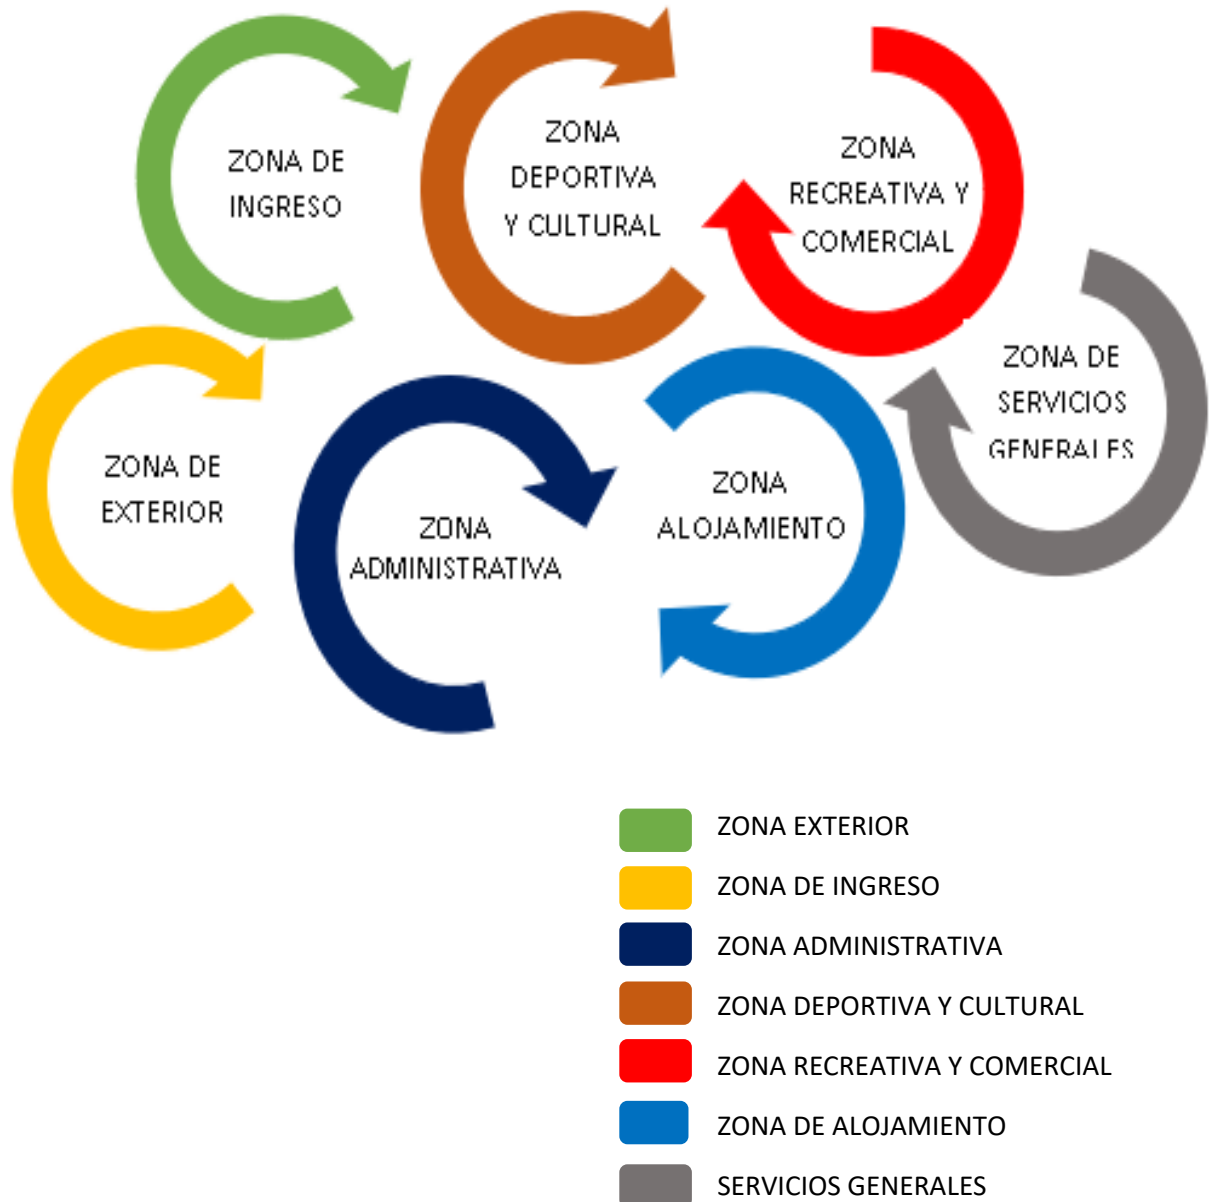 ZONA DE
INGRESO
ZONA
DEPORTIVA
Y CULTURAL
ZONA
RECREATIVA Y
COMERCIAL
ZONA DE
SERVICIOS
GENERALES
ZONA DE
EXTERIOR
ZONA
ADMINISTRATIVA
ZONA
ALOJAMIENTO
ZONA EXTERIOR
ZONA DE INGRESO
ZONA ADMINISTRATIVA
ZONA DEPORTIVA Y CULTURAL
ZONA RECREATIVA Y COMERCIAL
ZONA DE ALOJAMIENTO
SERVICIOS GENERALES